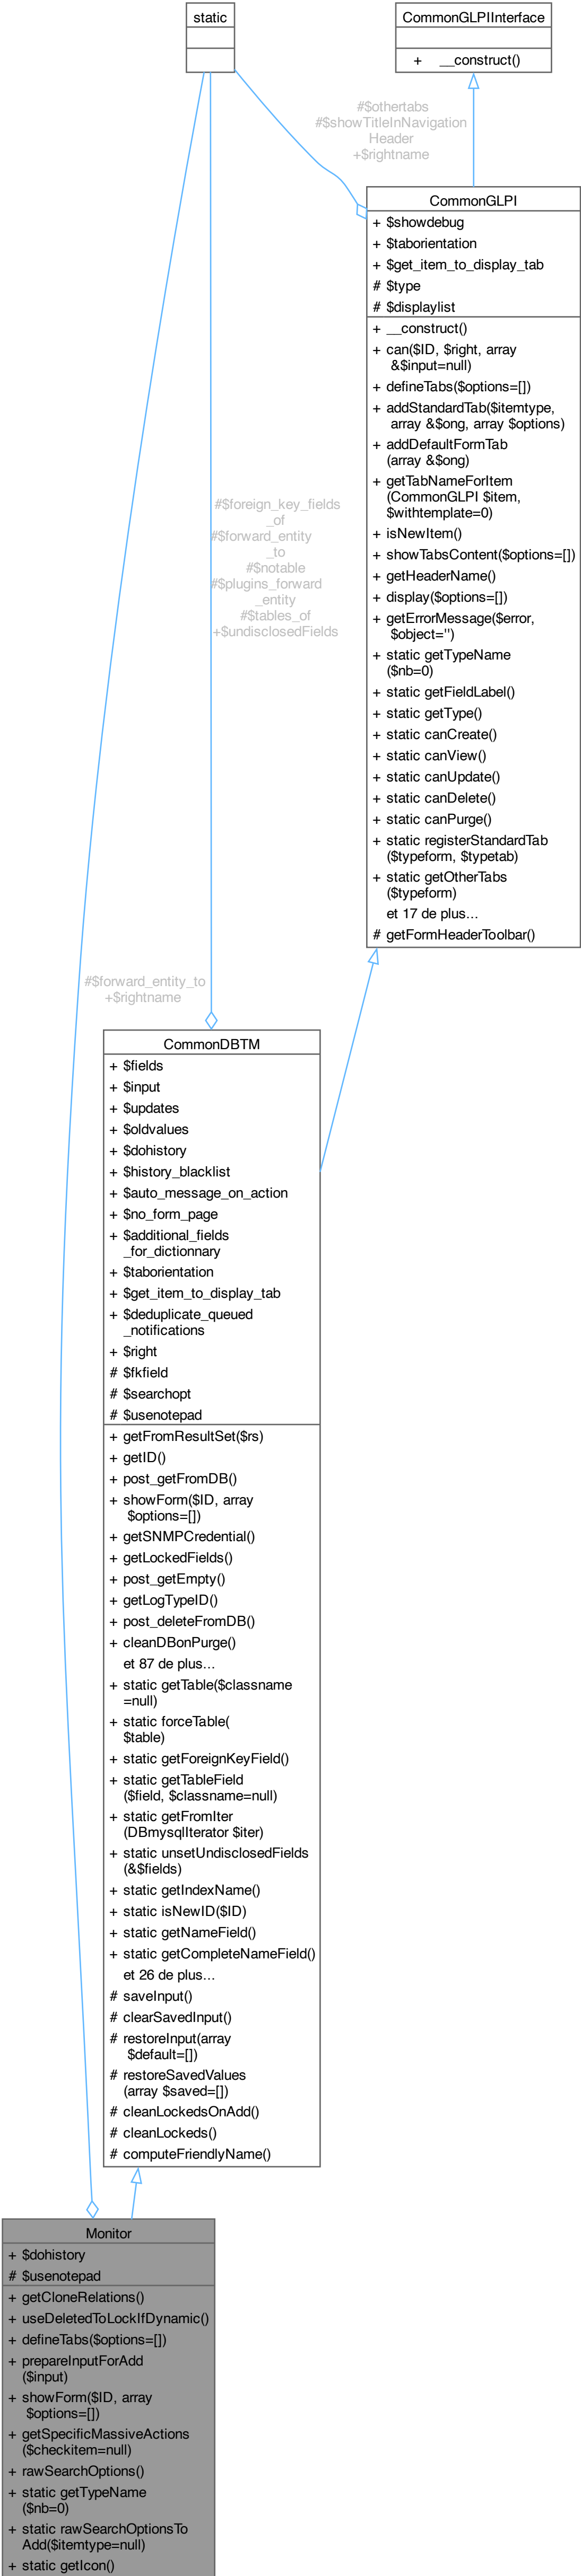 static
CommonGLPIInterface
+ __construct()
#$othertabs
#$showTitleInNavigation
Header
+$rightname
CommonGLPI
+ $showdebug
+ $taborientation
+ $get_item_to_display_tab
# $type
# $displaylist
+ __construct()
+ can($ID, $right, array
&$input=null)
+ defineTabs($options=[])
+ addStandardTab($itemtype,
array &$ong, array $options)
+ addDefaultFormTab
(array &$ong)
+ getTabNameForItem
(CommonGLPI $item,
$withtemplate=0)
+ isNewItem()
+ showTabsContent($options=[])
+ getHeaderName()
+ display($options=[])
+ getErrorMessage($error,
$object='')
+ static getTypeName
($nb=0)
+ static getFieldLabel()
+ static getType()
+ static canCreate()
+ static canView()
+ static canUpdate()
+ static canDelete()
+ static canPurge()
+ static registerStandardTab
($typeform, $typetab)
+ static getOtherTabs
($typeform)
et 17 de plus...
# getFormHeaderToolbar()
#$foreign_key_fields
_of
#$forward_entity
_to
#$notable
#$plugins_forward
_entity
#$tables_of
+$undisclosedFields
#$forward_entity_to
+$rightname
CommonDBTM
+ $fields
+ $input
+ $updates
+ $oldvalues
+ $dohistory
+ $history_blacklist
+ $auto_message_on_action
+ $no_form_page
+ $additional_fields
_for_dictionnary
+ $taborientation
+ $get_item_to_display_tab
+ $deduplicate_queued
_notifications
+ $right
# $fkfield
# $searchopt
# $usenotepad
+ getFromResultSet($rs)
+ getID()
+ post_getFromDB()
+ showForm($ID, array
$options=[])
+ getSNMPCredential()
+ getLockedFields()
+ post_getEmpty()
+ getLogTypeID()
+ post_deleteFromDB()
+ cleanDBonPurge()
et 87 de plus...
+ static getTable($classname
=null)
+ static forceTable(
$table)
+ static getForeignKeyField()
+ static getTableField
($field, $classname=null)
+ static getFromIter
(DBmysqlIterator $iter)
+ static unsetUndisclosedFields
(&$fields)
+ static getIndexName()
+ static isNewID($ID)
+ static getNameField()
+ static getCompleteNameField()
et 26 de plus...
# saveInput()
# clearSavedInput()
# restoreInput(array
$default=[])
# restoreSavedValues
(array $saved=[])
# cleanLockedsOnAdd()
# cleanLockeds()
# computeFriendlyName()
Monitor
+ $dohistory
# $usenotepad
+ getCloneRelations()
+ useDeletedToLockIfDynamic()
+ defineTabs($options=[])
+ prepareInputForAdd
($input)
+ showForm($ID, array
$options=[])
+ getSpecificMassiveActions
($checkitem=null)
+ rawSearchOptions()
+ static getTypeName
($nb=0)
+ static rawSearchOptionsTo
Add($itemtype=null)
+ static getIcon()